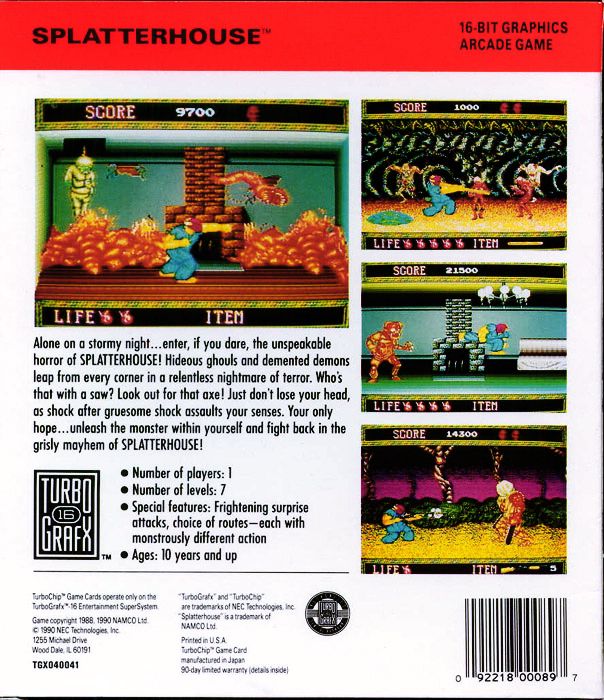 SPLATTERHOUSE™
16-BIT GRAPHICS
ARCADE GAME
SCORE 9700
LIFE ITEM
SCORE 1000
LIFE ITEM
SCORE 21500
LIFE ITEM
SCORE 14300
LIFE ITEM 5
Alone on a stormy night...enter, if you dare, the unspeakable
horror of SPLATTERHOUSE! Hideous ghouls and demented demons
leap from every corner in a relentless nightmare of terror. Who's
that with a saw? Look out for that axe! Just don't lose your head,
as shock after gruesome shock assaults your senses. Your only
hope...unleash the monster within yourself and fight back in the
grisly mayhem of SPLATTERHOUSE!
TURBO
16
GRAFX
™
● Number of players: 1
● Number of levels: 7
● Special features: Frightening surprise
attacks, choice of routes—each with
monstrously different action
● Ages: 10 years and up
TurboChip™ Game Cards operate only on the
TurboGrafx™-16 Entertainment SuperSystem.
Game copyright 1988, 1990 NAMCO Ltd.
© 1990 NEC Technologies, Inc.
1255 Michael Drive
Wood Dale, IL 60191
TGX040041
"TurboGrafx" and "TurboChip"
are trademarks of NEC Technologies, Inc.
"Splatterhouse" is a trademark of
NAMCO Ltd.
Printed in U.S.A.
TurboChip™ Game Card
manufactured in Japan
90-day limited warranty (details inside)
TURBO
GRAFX
0 92218 00089 7